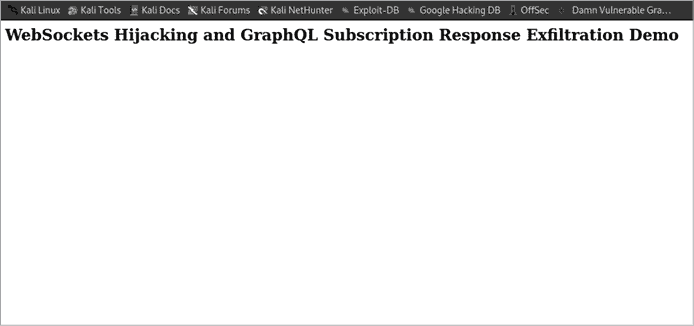 Kali Linux Kali Tools Kali Docs Kali Forums Kali NetHunter Exploit-DB Google Hacking DB OffSec Damn Vulnerable Gra...
WebSockets Hijacking and GraphQL Subscription Response Exfiltration Demo